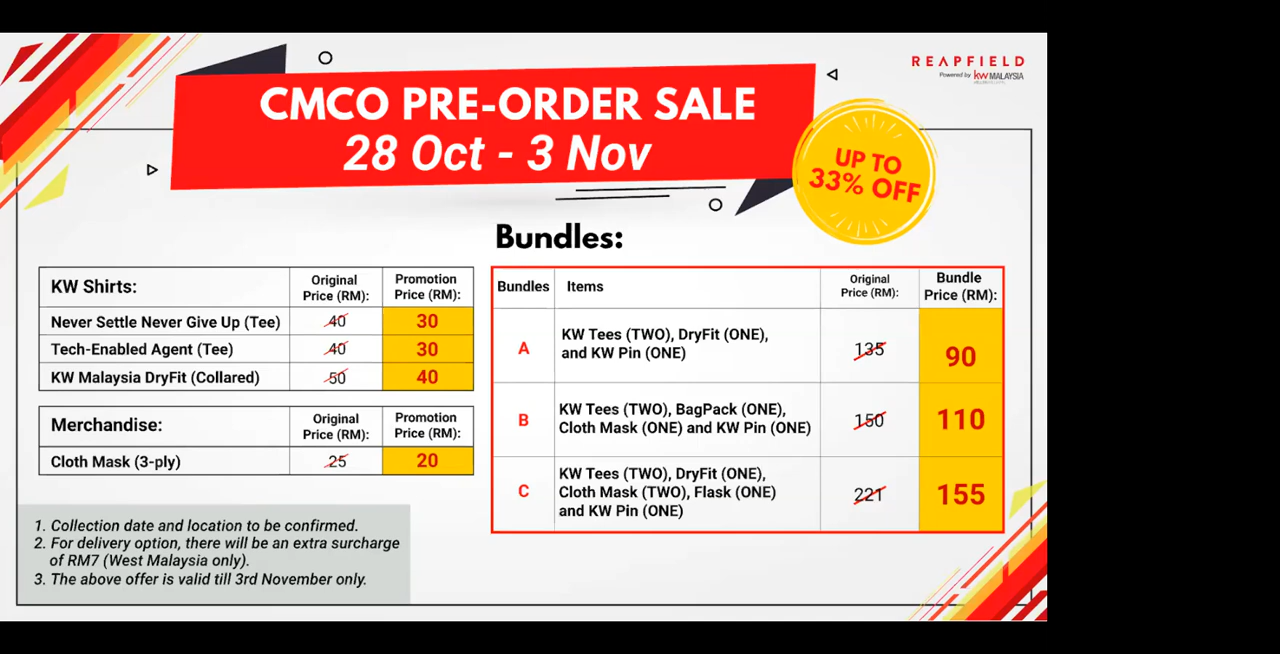 REAPFIELD
Powered by kw MALAYSIA
CMCO PRE-ORDER SALE
28 Oct - 3 Nov
UP TO
33% OFF
KW Shirts:
Original
Price (RM):
Promotion
Price (RM):
Never Settle Never Give Up (Tee) 40 30
Tech-Enabled Agent (Tee) 40 30
KW Malaysia DryFit (Collared) 50 40
Merchandise:
Original
Price (RM):
Promotion
Price (RM):
Cloth Mask (3-ply) 25 20
1. Collection date and location to be confirmed.
2. For delivery option, there will be an extra surcharge
of RM7 (West Malaysia only).
3. The above offer is valid till 3rd November only.
Bundles:
Bundles
Items
Original
Price (RM):
Bundle
Price (RM):
A
KW Tees (TWO), DryFit (ONE),
and KW Pin (ONE)
135
90
B
KW Tees (TWO), BagPack (ONE),
Cloth Mask (ONE) and KW Pin (ONE)
150
110
C
KW Tees (TWO), DryFit (ONE),
Cloth Mask (TWO), Flask (ONE)
and KW Pin (ONE)
221
155